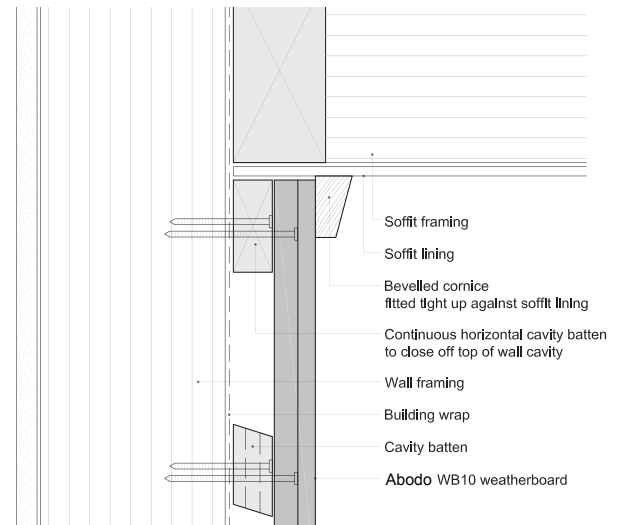 Soffit framing
Soffit lining
Bevelled cornice
fitted tight up against soffit lining
Continuous horizontal cavity batten
to close off top of wall cavity
Wall framing
Building wrap
Cavity batten
Abodo WB10 weatherboard